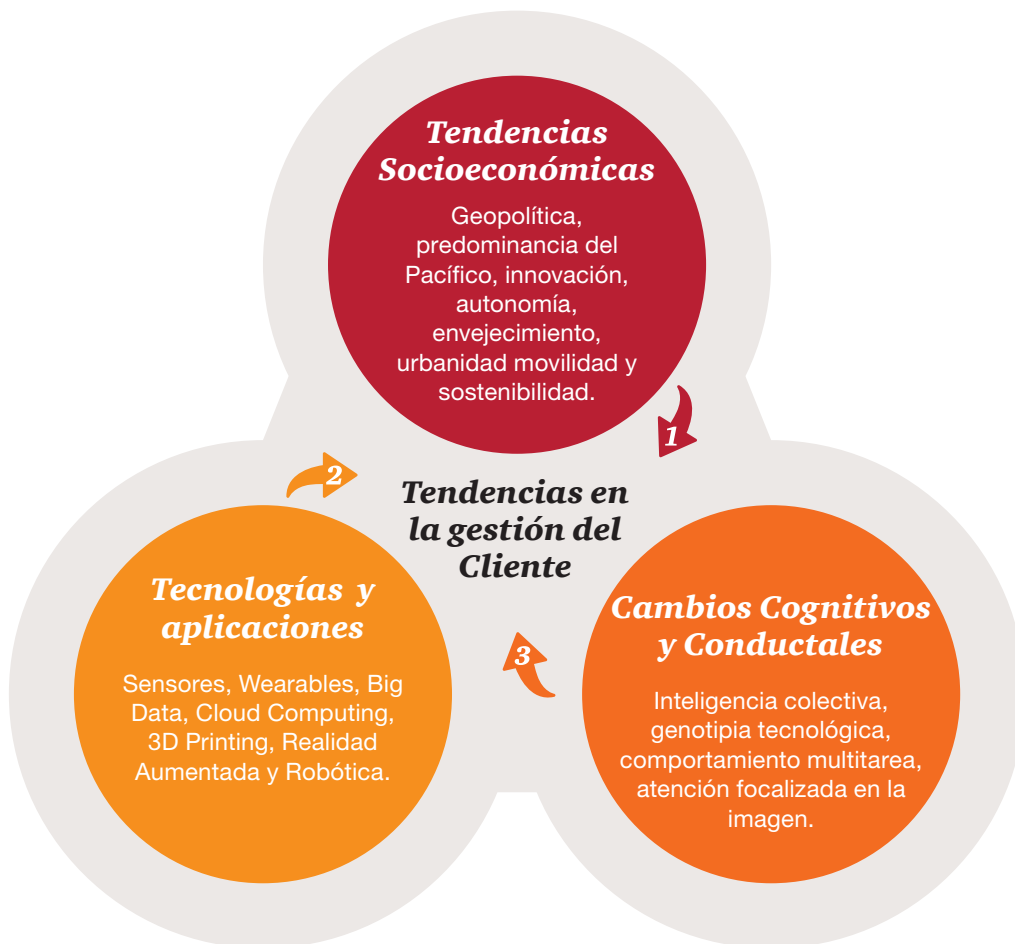 Tendencias
Socioeconómicas
Geopolítica,
predominancia del
Pacífico, innovación,
autonomía,
envejecimiento,
urbanidad movilidad y
sostenibilidad.
1
2
Tendencias en
la gestión del
Cliente
Tecnologías y
aplicaciones
Sensores, Wearables, Big
Data, Cloud Computing,
3D Printing, Realidad
Aumentada y Robótica.
3
Cambios Cognitivos
y Conductales
Inteligencia colectiva,
genotipia tecnológica,
comportamiento multitarea,
atención focalizada en la
imagen.